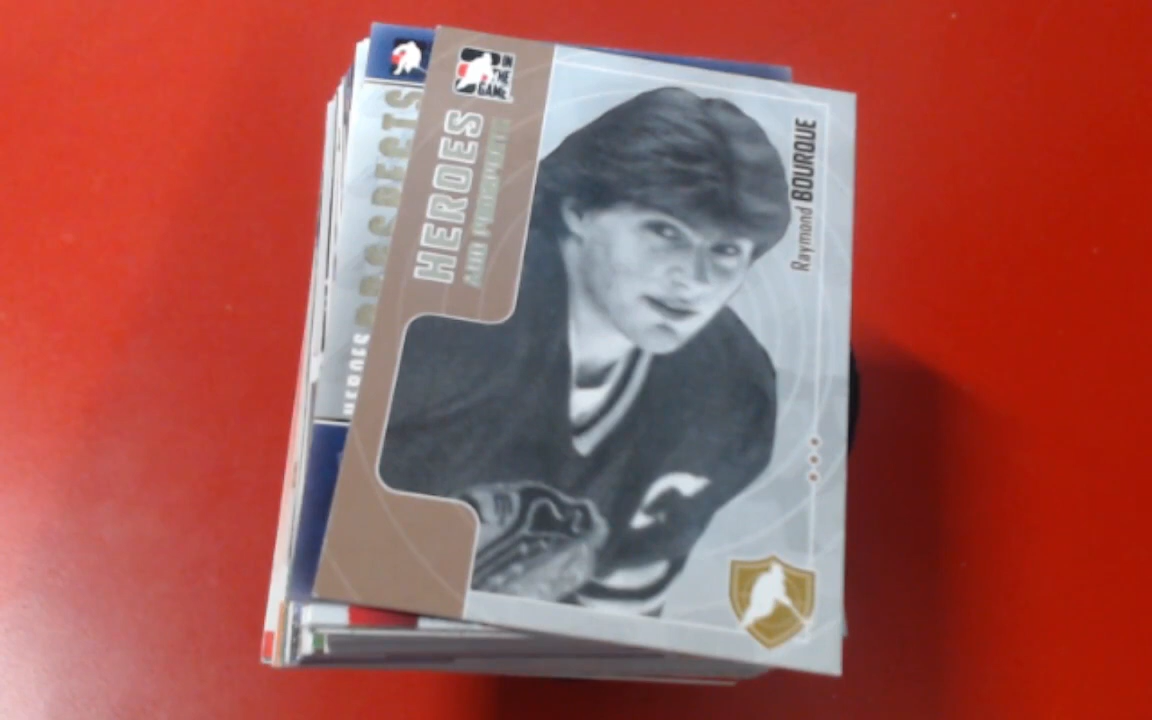 IN
THE
GAME
HEROES
AND PROSPECTS
Raymond BOURQUE
HEROES
PROSPECTS
C